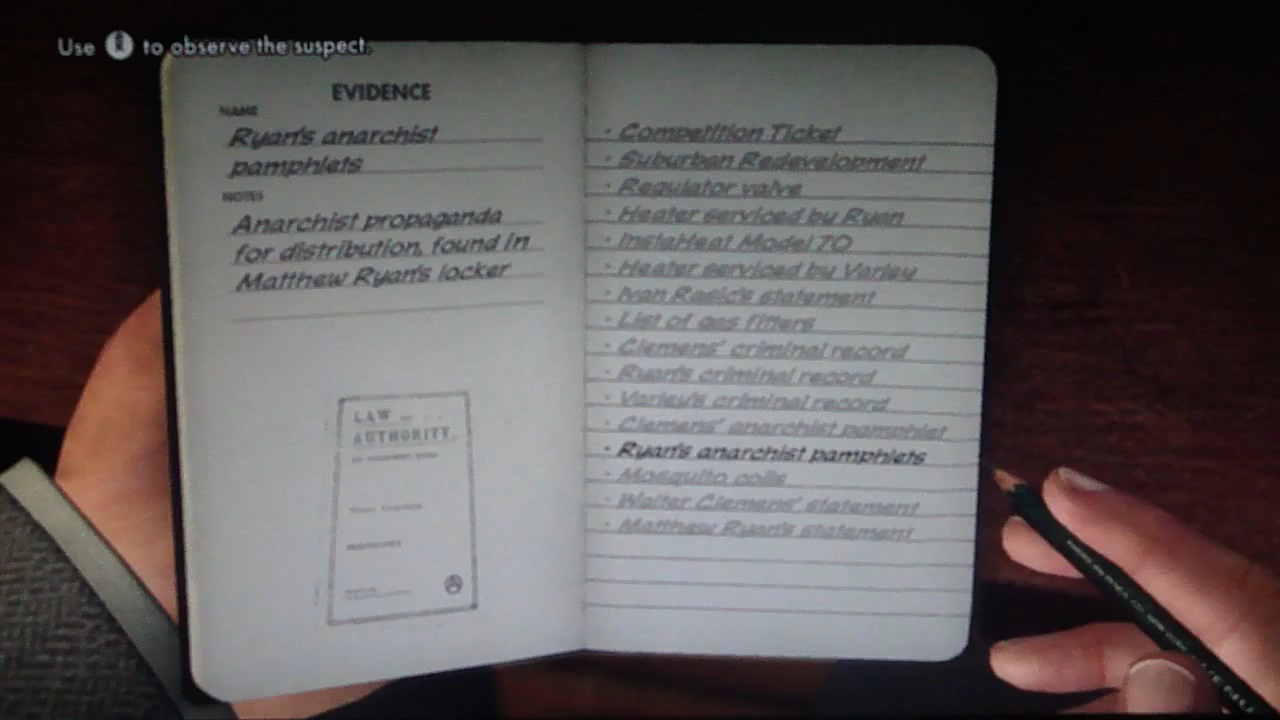 Use R to observe the suspect.
EVIDENCE
NAME
Ryan's anarchist
pamphlets
NOTES
Anarchist propaganda
for distribution, found in
Matthew Ryan's locker
LAW
AUTHORITY.
• Competition Ticket
• Suburban Redevelopment
• Regulator valve
• Heater serviced by Ryan
• InstaHeat Model 70
• Heater serviced by Varley
• Ivan Rasic's statement
• List of gas fitters
• Clemens' criminal record
• Ryan's criminal record
• Varley's criminal record
• Clemens' anarchist pamphlet
• Ryan's anarchist pamphlets
• Mosquito coils
• Walter Clemens' statement
• Matthew Ryan's statement